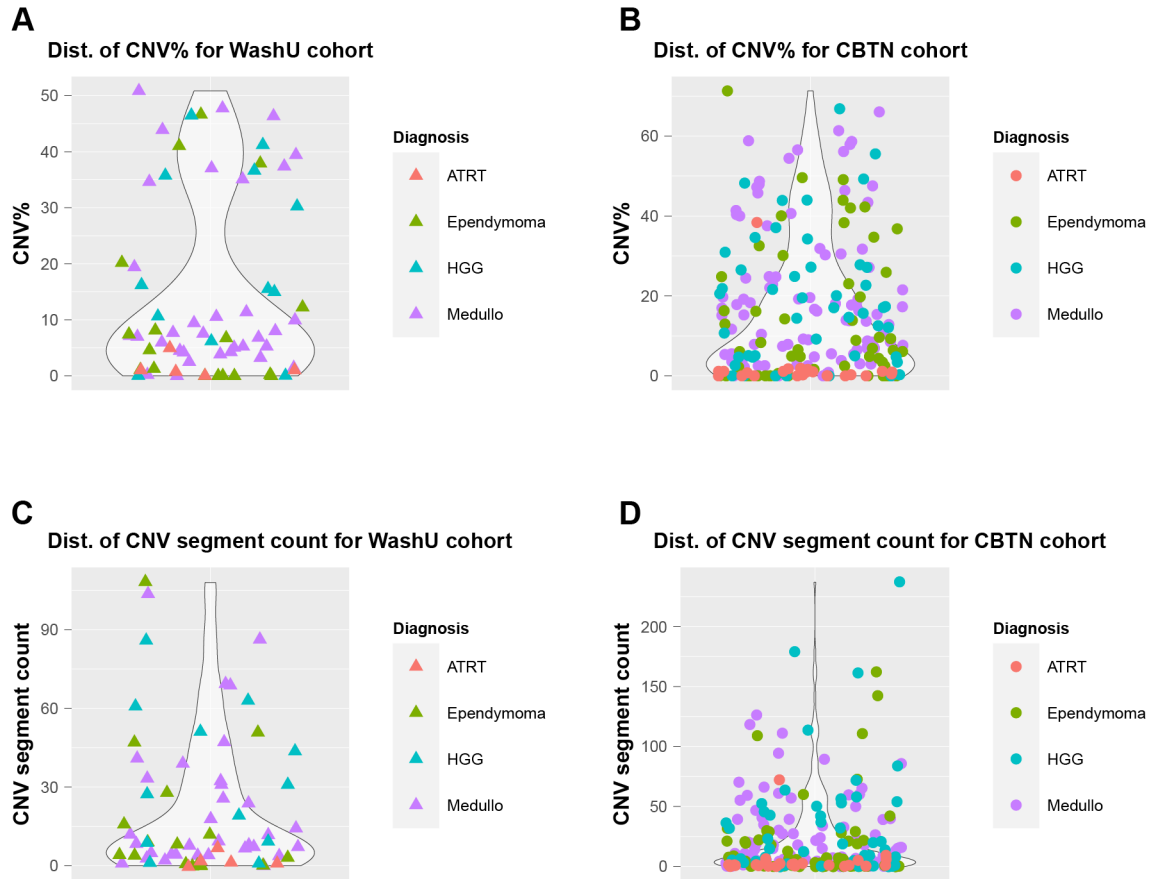 A
Dist. of CNV% for WashU cohort
CNV%
50
40
30
20
10
0
Diagnosis
ATRT
Ependymoma
HGG
Medullo
B
Dist. of CNV% for CBTN cohort
CNV%
60
40
20
0
Diagnosis
ATRT
Ependymoma
HGG
Medullo
C
Dist. of CNV segment count for WashU cohort
CNV segment count
90
60
30
0
Diagnosis
ATRT
Ependymoma
HGG
Medullo
D
Dist. of CNV segment count for CBTN cohort
CNV segment count
200
150
100
50
0
Diagnosis
ATRT
Ependymoma
HGG
Medullo